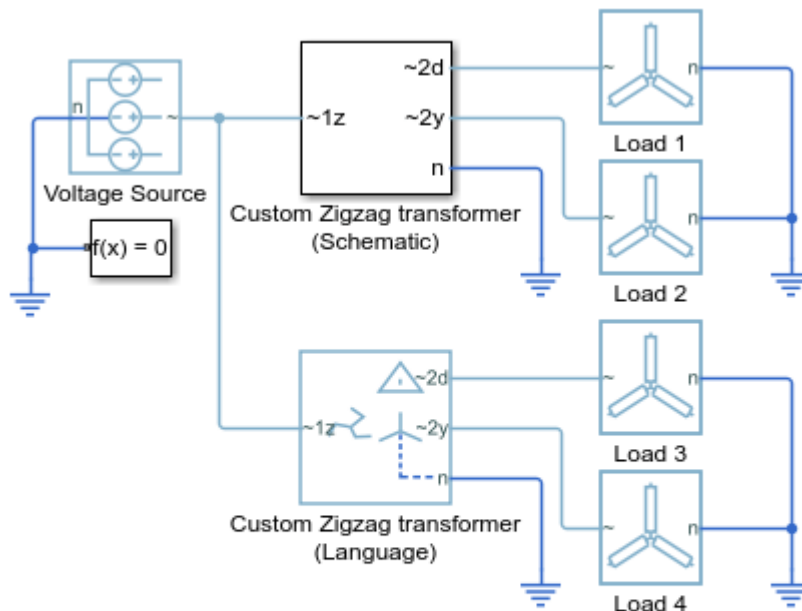 ~2d
~
n
~1z
~2y
n
Load 1
n
~
Voltage Source
Custom Zigzag transformer
(Schematic)
~
n
Load 2
f(x) = 0
~2d
~
n
~1z
~2y
n
Load 3
Custom Zigzag transformer
(Language)
~
n
Load 4